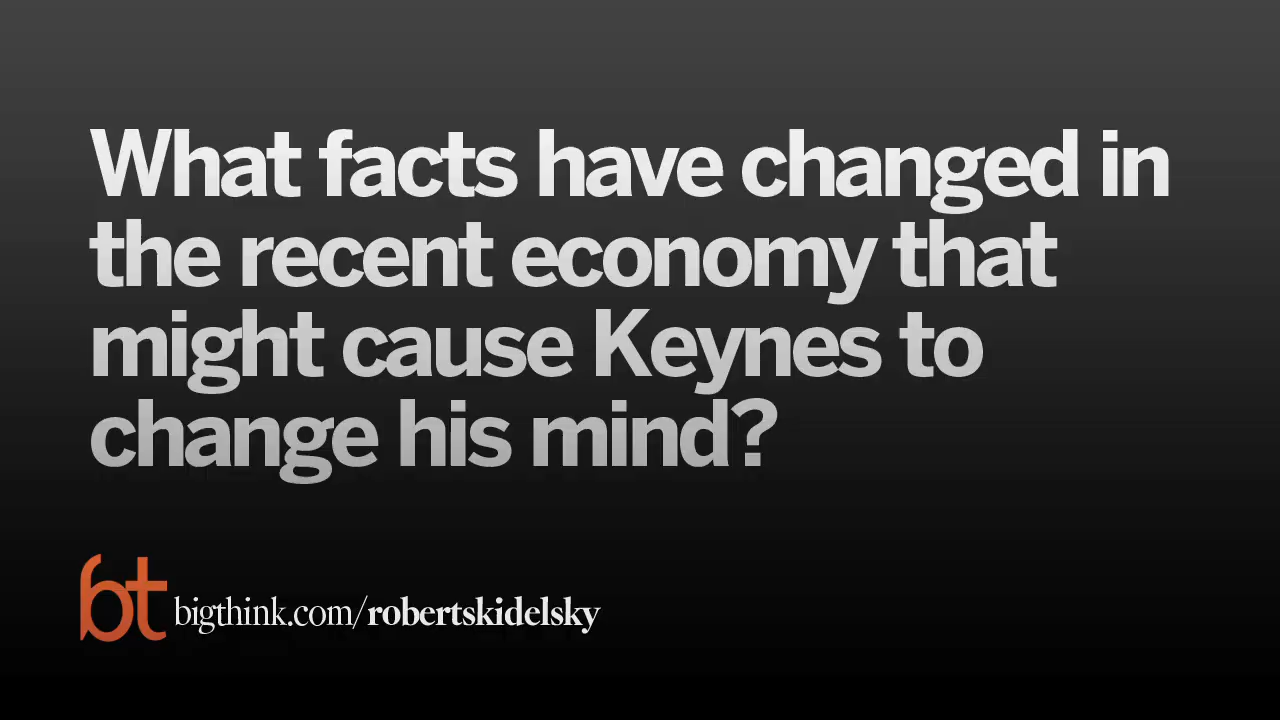 What facts have changed in
the recent economy that
might cause Keynes to
change his mind?
bt bigthink.com/robertskidelsky